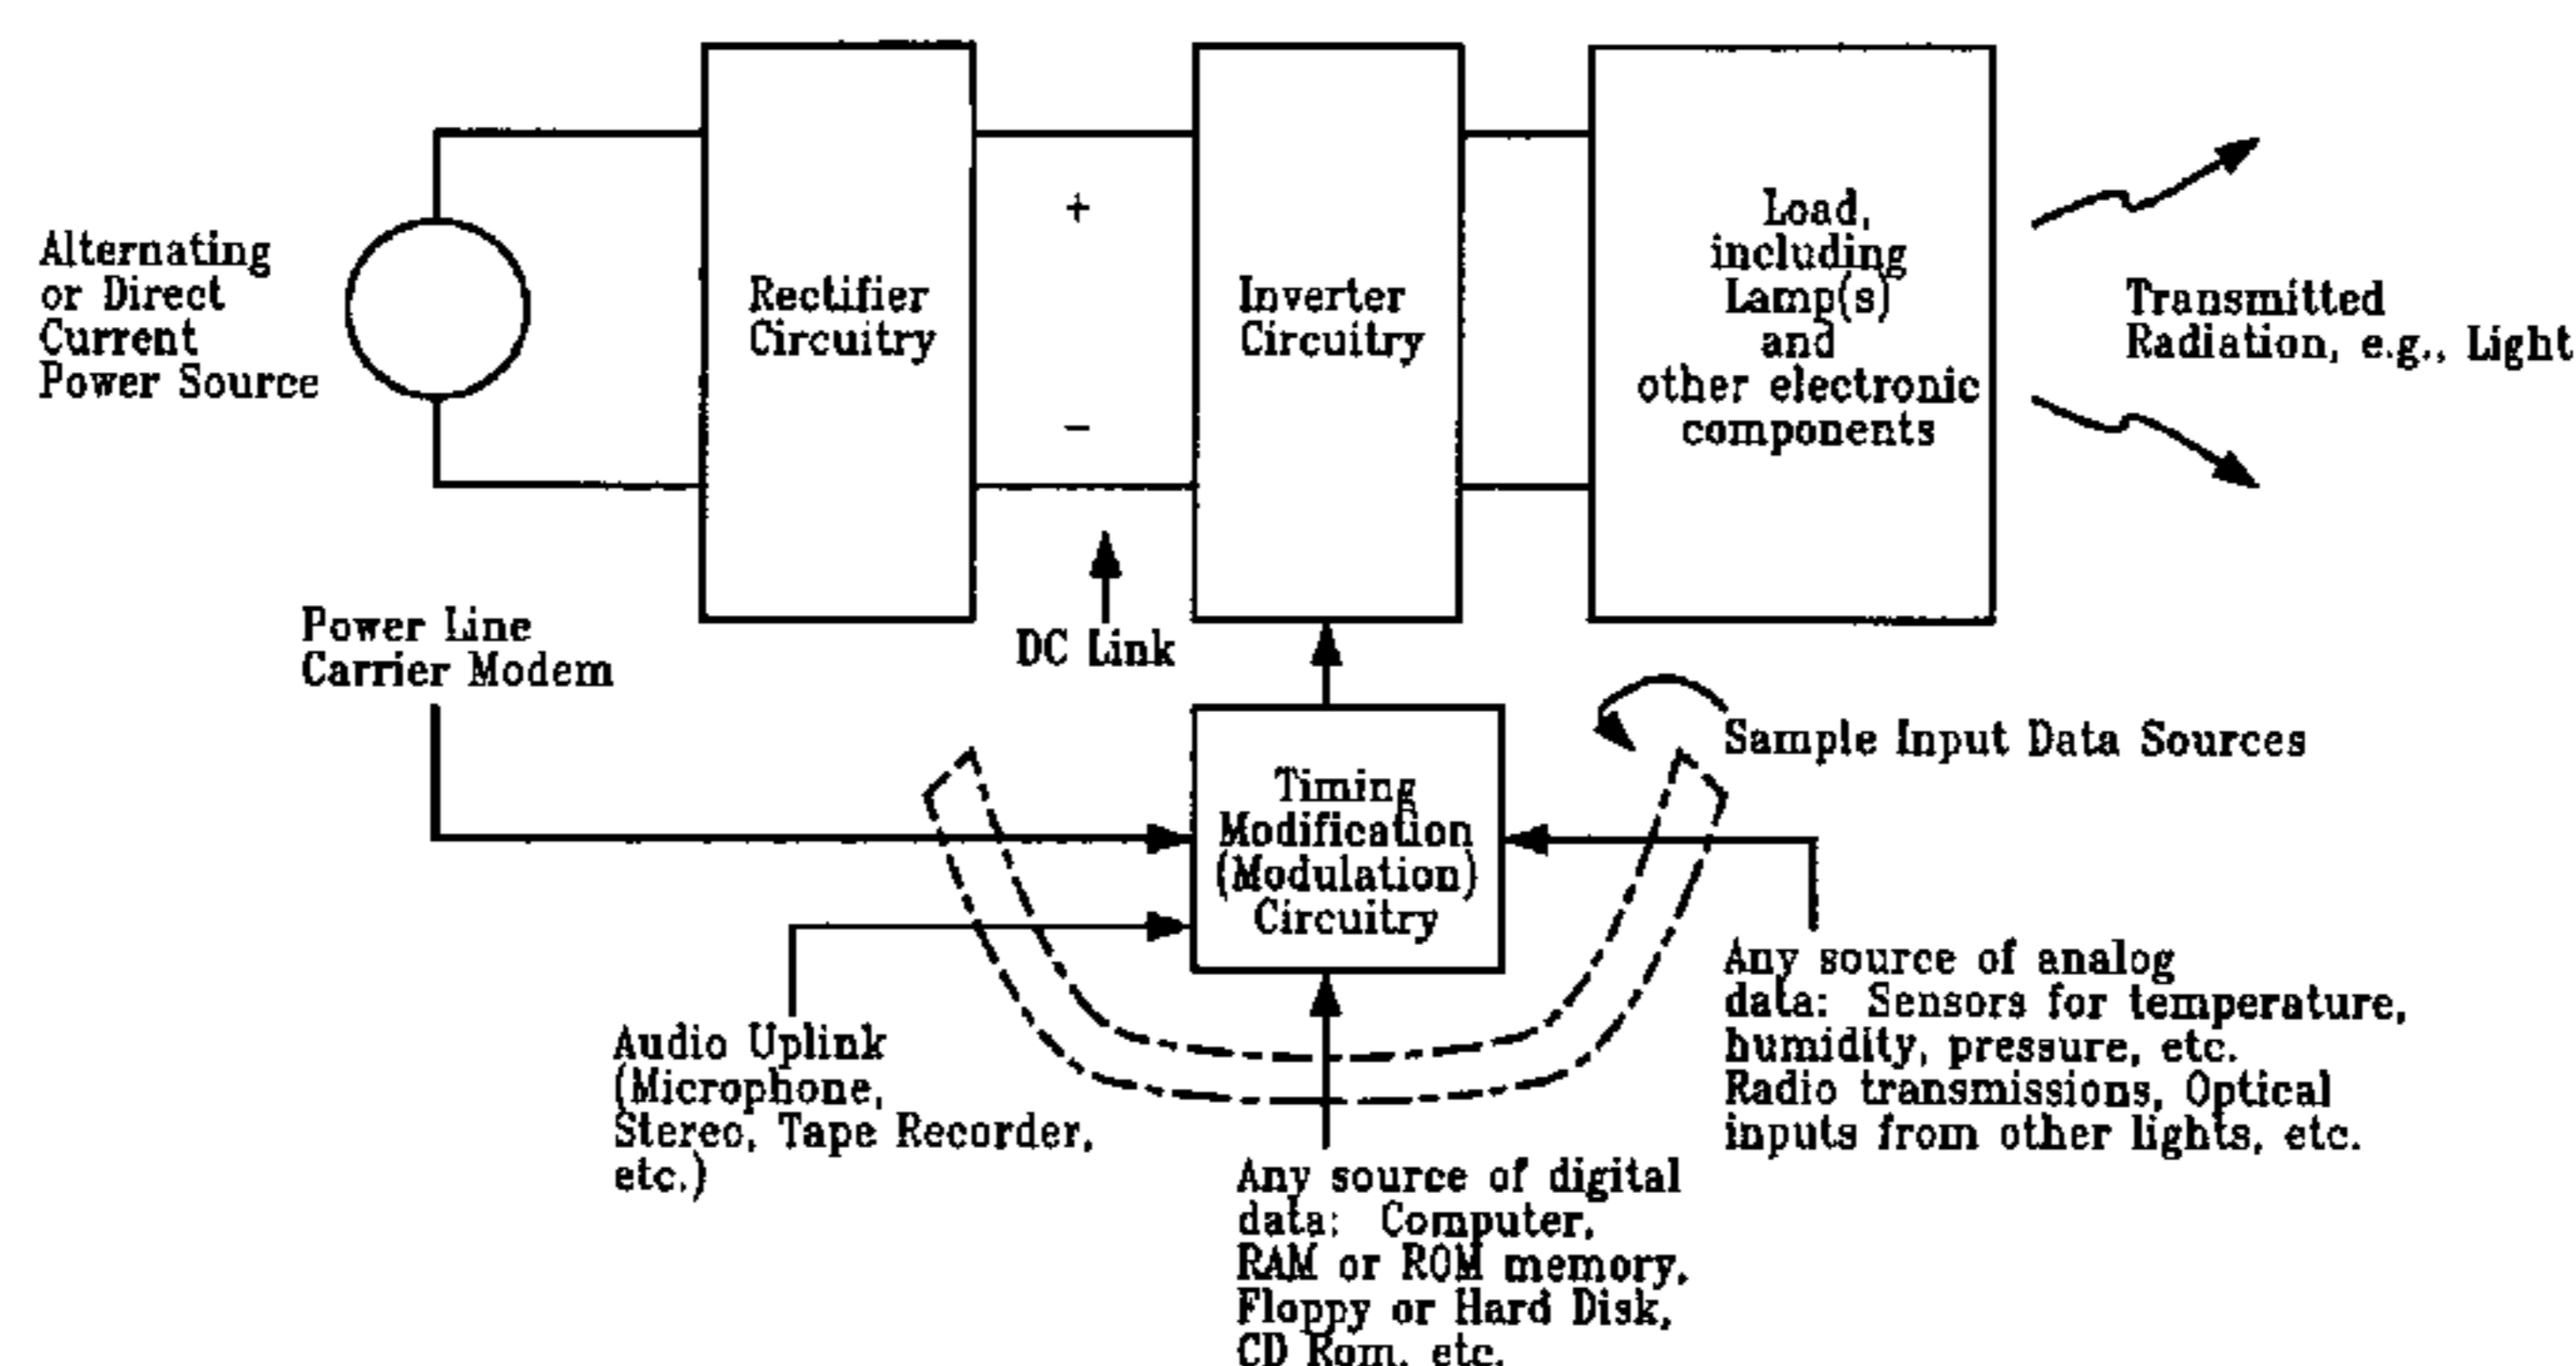 Alternating
or Direct
Current
Power Source
Rectifier
Circuitry
+
−
Inverter
Circuitry
Load,
including
Lamp(s)
and
other electronic
components
Transmitted
Radiation, e.g., Light
Power Line
Carrier Modem
DC Link
Sample Input Data Sources
Timing
Modification
(Modulation)
Circuitry
Audio Uplink
(Microphone,
Stereo, Tape Recorder,
etc.)
Any source of digital
data: Computer,
RAM or ROM memory,
Floppy or Hard Disk,
CD Rom, etc.
Any source of analog
data: Sensors for temperature,
humidity, pressure, etc.
Radio transmissions, Optical
inputs from other lights, etc.